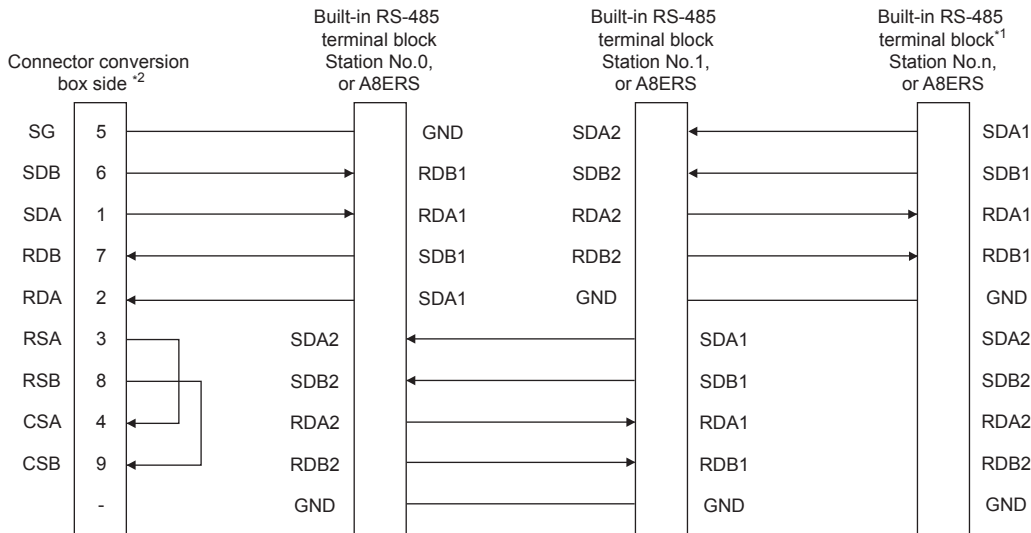 Connector conversion
box side *2
Built-in RS-485
terminal block
Station No.0,
or A8ERS
Built-in RS-485
terminal block
Station No.1,
or A8ERS
Built-in RS-485
terminal block*1
Station No.n,
or A8ERS
SG 5 GND SDA2 SDA1
SDB 6 RDB1 SDB2 SDB1
SDA 1 RDA1 RDA2 RDA1
RDB 7 SDB1 RDB2 RDB1
RDA 2 SDA1 GND GND
RSA 3 SDA2 SDA1 SDA2
RSB 8 SDB2 SDB1 SDB2
CSA 4 RDA2 RDA1 RDA2
CSB 9 RDB2 RDB1 RDB2
- GND GND GND